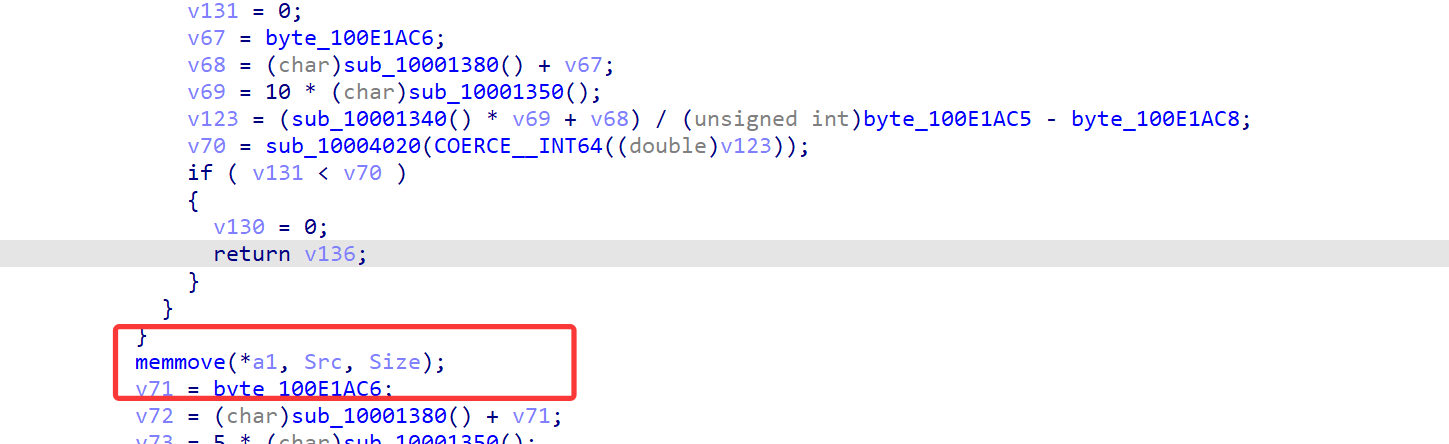 v131 = 0;
v67 = byte_100E1AC6;
v68 = (char)sub_10001380() + v67;
v69 = 10 * (char)sub_10001350();
v123 = (sub_10001340() * v69 + v68) / (unsigned int)byte_100E1AC5 - byte_100E1AC8;
v70 = sub_10004020(COERCE__INT64((double)v123));
if ( v131 < v70 )
{
v130 = 0;
return v136;
}
}
}
memmove(*a1, Src, Size);
v71 = byte_100E1AC6;
v72 = (char)sub_10001380() + v71;
v73 = 5 * (char)sub_10001350();